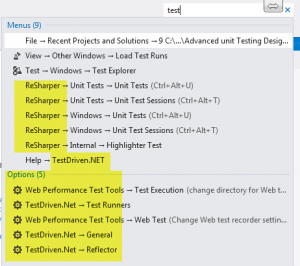 test
Menus (9)
File → Recent Projects and Solutions → 9 C:\...\Advanced unit Testing Desig...
View → Other Windows → Load Test Runs
Test → Windows → Test Explorer
ReSharper → Unit Tests → Unit Tests (Ctrl+Alt+U)
ReSharper → Unit Tests → Unit Test Sessions (Ctrl+Alt+T)
ReSharper → Windows → Unit Tests (Ctrl+Alt+U)
ReSharper → Windows → Unit Test Sessions (Ctrl+Alt+T)
ReSharper → Internal → Highlighter Test
Help → TestDriven.NET
Options (5)
Web Performance Test Tools → Test Execution (change directory for Web t...
TestDriven.Net → Test Runners
Web Performance Test Tools → Web Test (Change Web test recorder settin...
TestDriven.Net → General
TestDriven.Net → Reflector